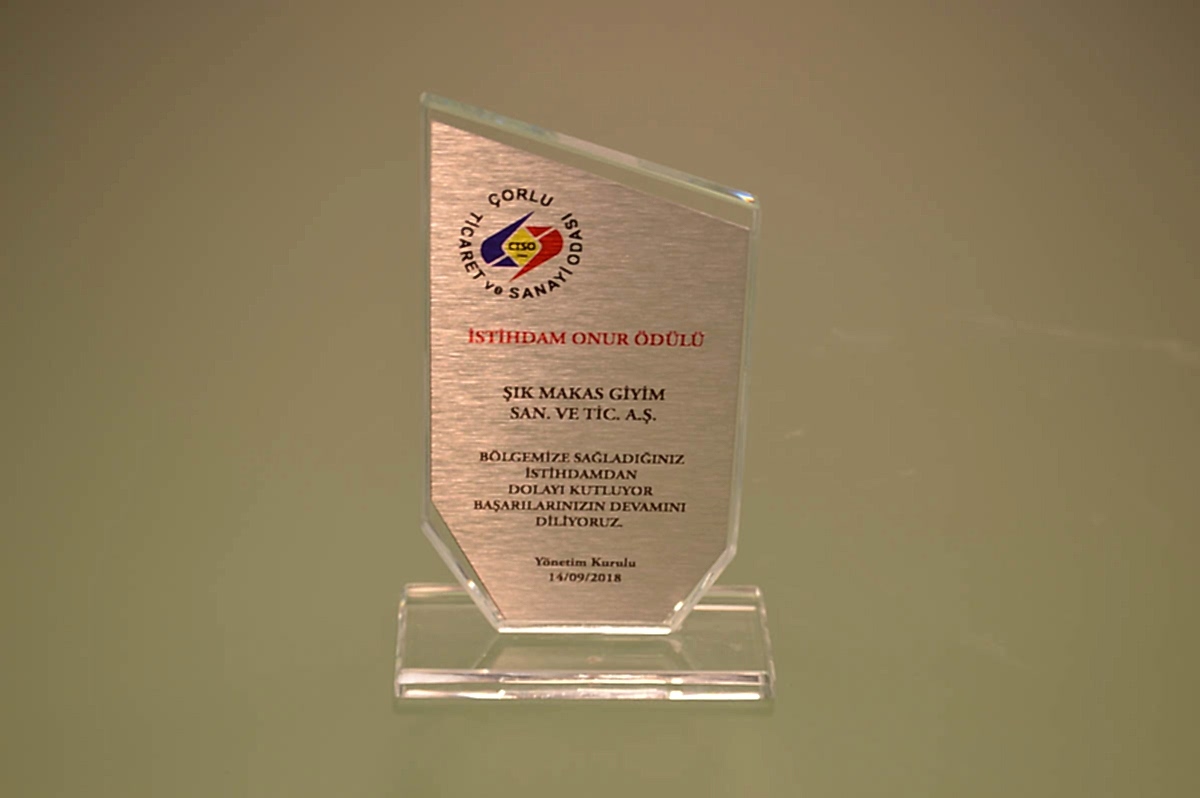 ÇORLU TİCARET ve SANAYİ ODASI
CTSO
İSTİHDAM ONUR ÖDÜLÜ
ŞIK MAKAS GİYİM
SAN. VE TİC. A.Ş.
BÖLGEMİZE SAĞLADIĞINIZ
İSTİHDAMDAN
DOLAYI KUTLUYOR
BAŞARILARINIZIN DEVAMINI
DİLİYORUZ.
Yönetim Kurulu
14/09/2018